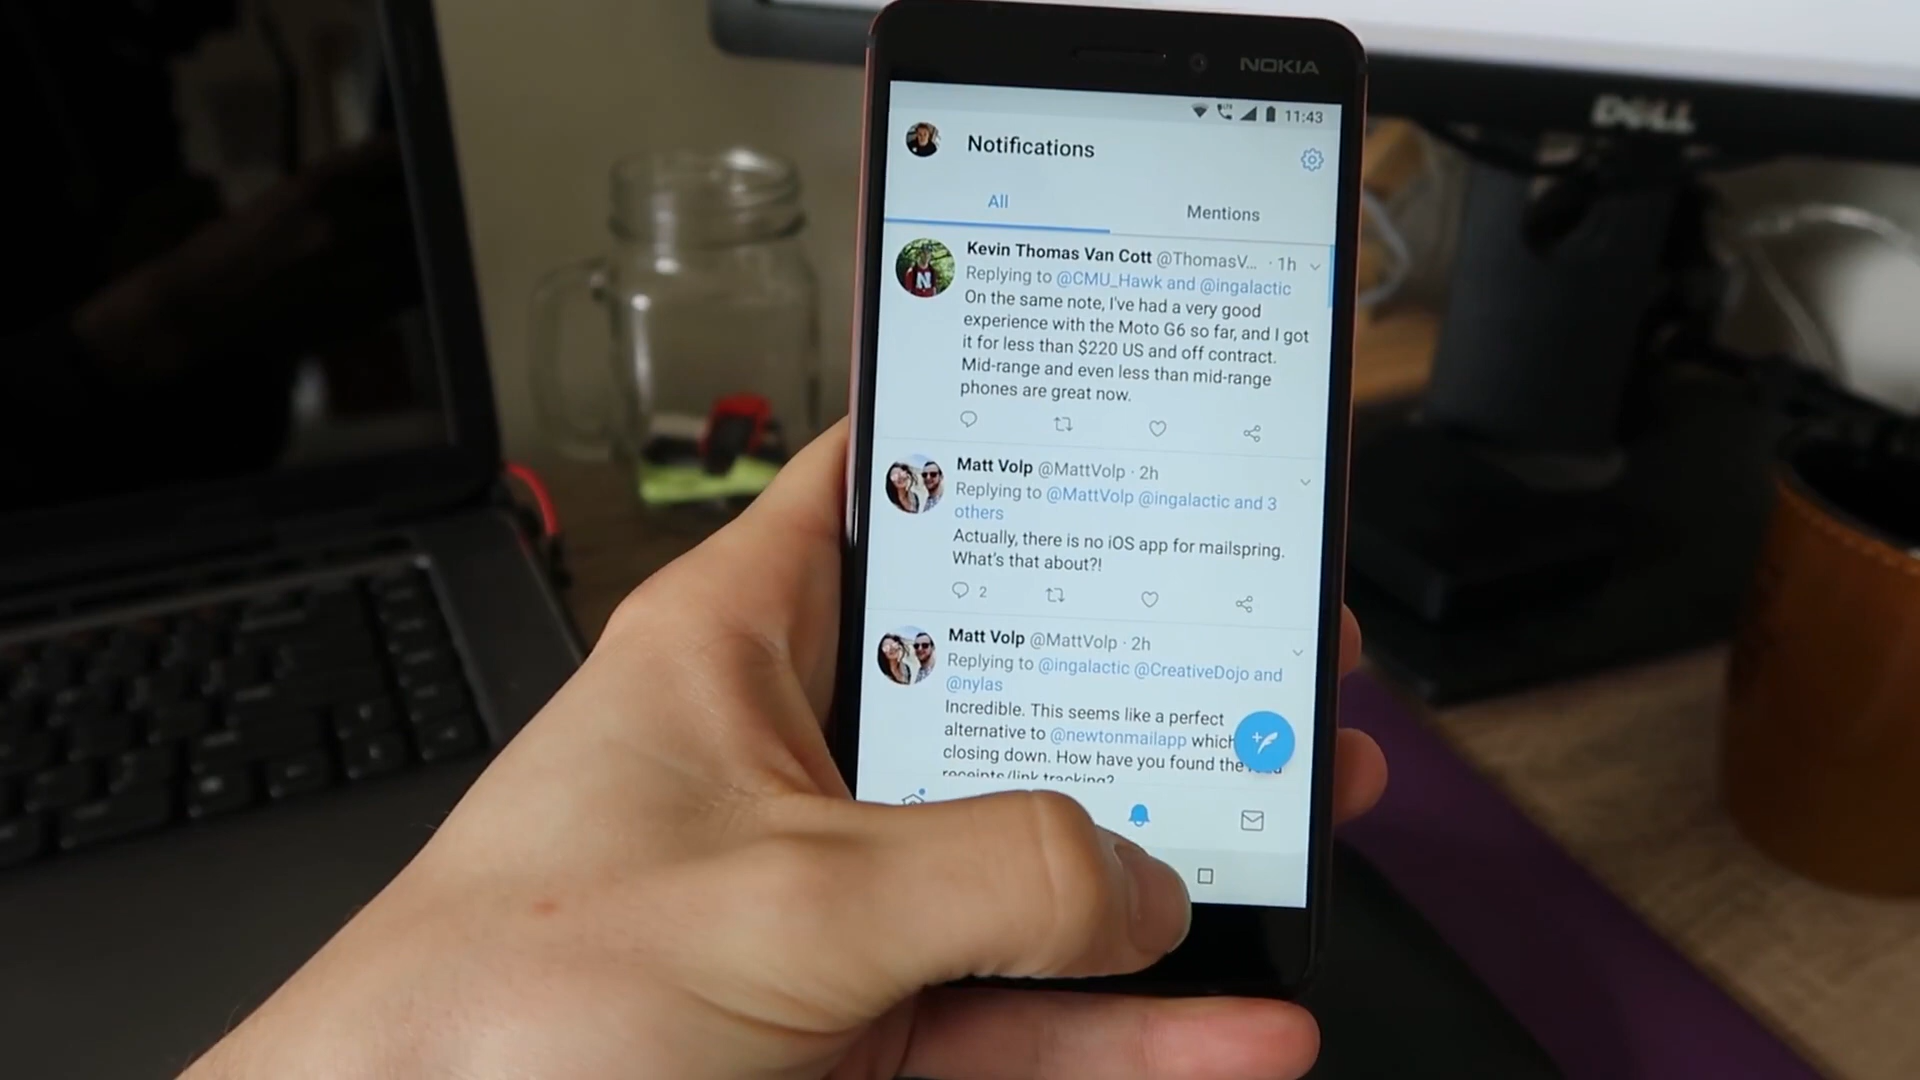 NOKIA
DELL
11:43
Notifications
All
Mentions
Kevin Thomas Van Cott @ThomasV... · 1h
Replying to @CMU_Hawk and @ingalactic
On the same note, I've had a very good
experience with the Moto G6 so far, and I got
it for less than $220 US and off contract.
Mid-range and even less than mid-range
phones are great now.
Matt Volp @MattVolp · 2h
Replying to @MattVolp @ingalactic and 3
others
Actually, there is no iOS app for mailspring.
What's that about?!
2
Matt Volp @MattVolp · 2h
Replying to @ingalactic @CreativeDojo and
@nylas
Incredible. This seems like a perfect
alternative to @newtonmailapp which
closing down. How have you found the
receipts/link tracking?